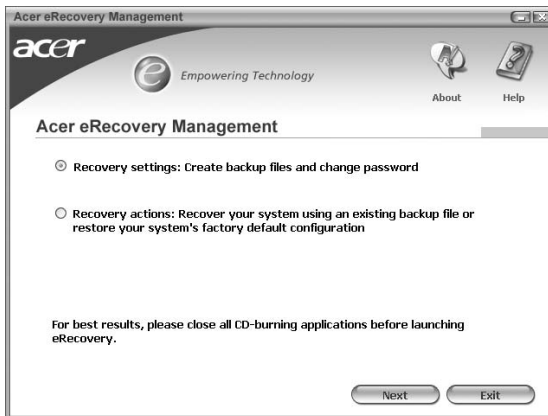 Acer eRecovery Management
acer
e Empowering Technology
About Help
Acer eRecovery Management
Recovery settings: Create backup files and change password
Recovery actions: Recover your system using an existing backup file or
restore your system's factory default configuration
For best results, please close all CD-burning applications before launching
eRecovery.
Next Exit